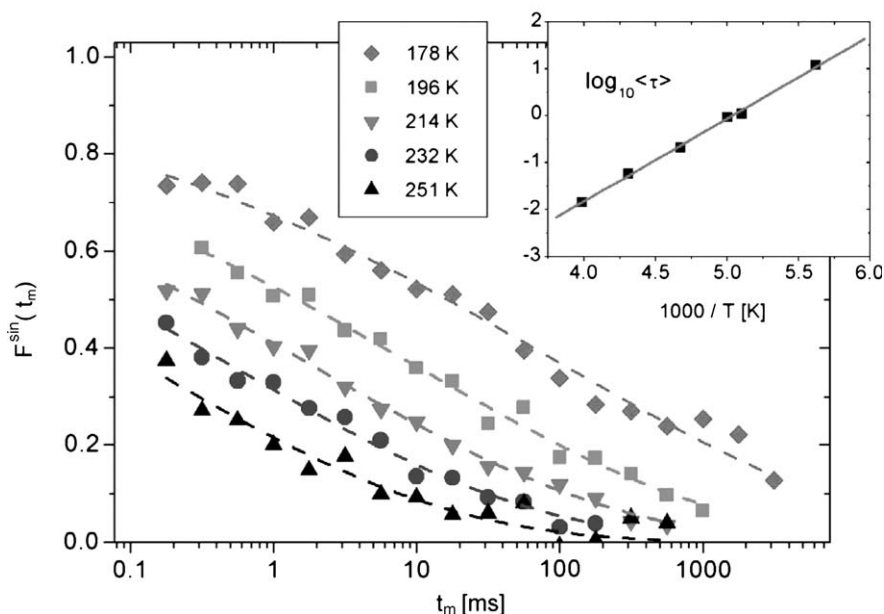 1.0
0.8
0.6
0.4
0.2
0.0
F^sin(t_m)
0.1 1 10 100 1000
t_m [ms]
178 K
196 K
214 K
232 K
251 K
2
1
0
-1
-2
-3
log_10<τ>
4.0 4.5 5.0 5.5 6.0
1000 / T [K]